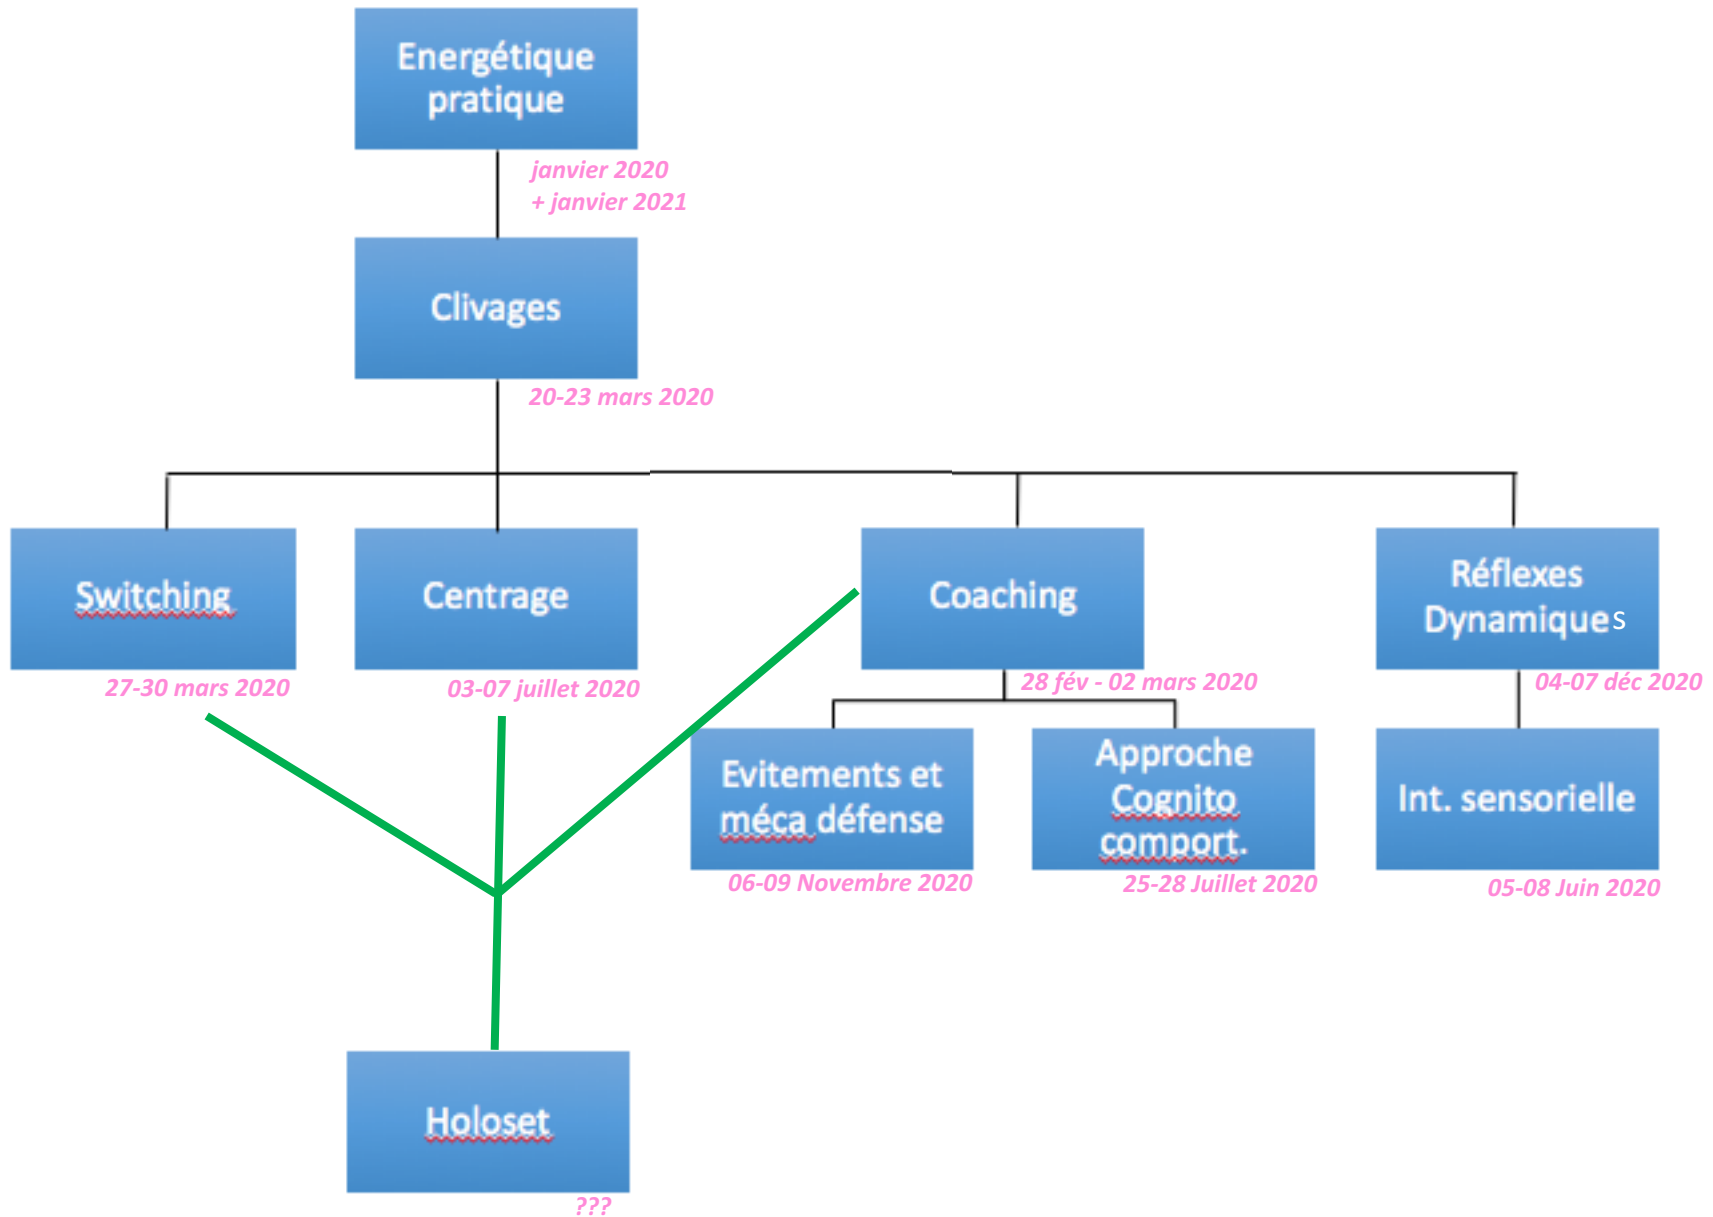 Energétique
pratique
janvier 2020
+ janvier 2021
Clivages
20-23 mars 2020
Switching
27-30 mars 2020
Centrage
03-07 juillet 2020
Coaching
28 fév - 02 mars 2020
Réflexes
Dynamiques
04-07 déc 2020
Evitements et
méca défense
06-09 Novembre 2020
Approche
Cognito
comport.
25-28 Juillet 2020
Int. sensorielle
05-08 Juin 2020
Holoset
???